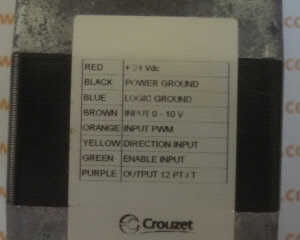 RED + 24 Vdc
BLACK POWER GROUND
BLUE LOGIC GROUND
BROWN INPUT 0 - 10 V
ORANGE INPUT PWM
YELLOW DIRECTION INPUT
GREEN ENABLE INPUT
PURPLE OUTPUT 12 PT / T
Crouzet